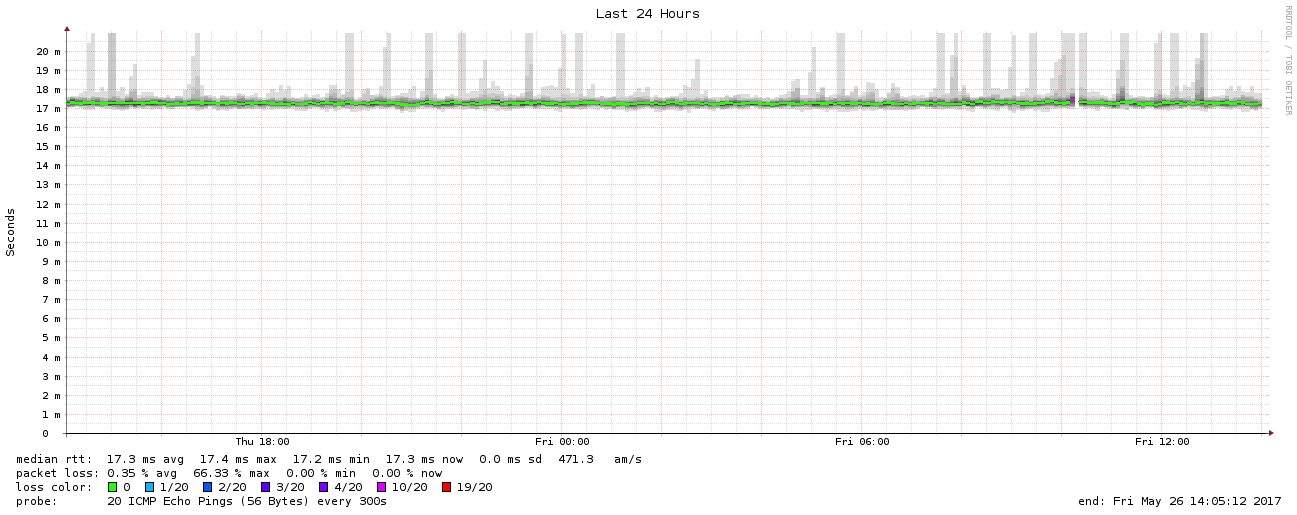 Last 24 Hours
RRDTOOL / TOBI OETIKER
Seconds
20 m
19 m
18 m
17 m
16 m
15 m
14 m
13 m
12 m
11 m
10 m
9 m
8 m
7 m
6 m
5 m
4 m
3 m
2 m
1 m
0
Thu 18:00 Fri 00:00 Fri 06:00 Fri 12:00
median rtt: 17.3 ms avg 17.4 ms max 17.2 ms min 17.3 ms now 0.0 ms sd 471.3 am/s
packet loss: 0.35 % avg 66.33 % max 0.00 % min 0.00 % now
loss color: 0 1/20 2/20 3/20 4/20 10/20 19/20
probe: 20 ICMP Echo Pings (56 Bytes) every 300s end: Fri May 26 14:05:12 2017